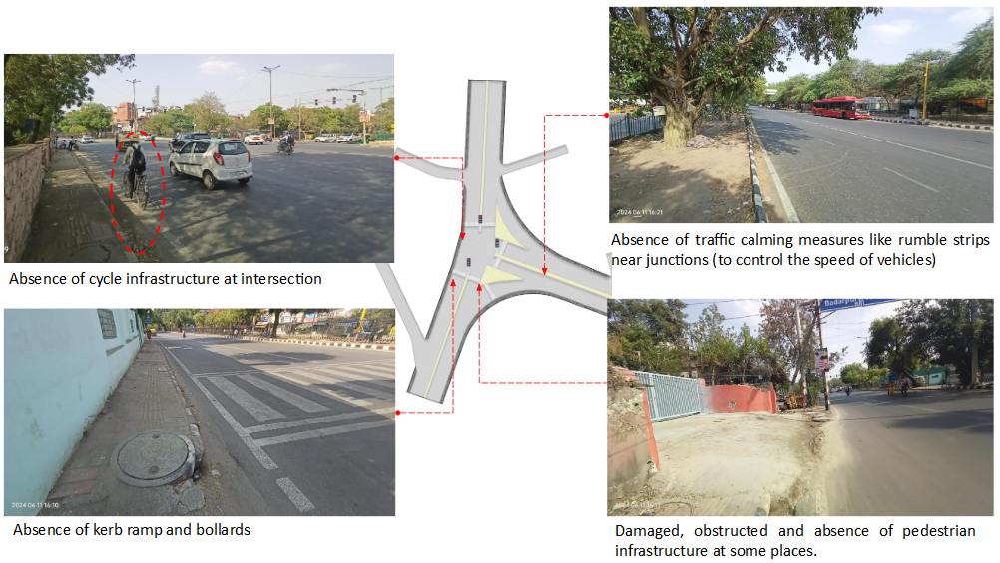 2024 06 11 16:21
Absence of cycle infrastructure at intersection
Absence of traffic calming measures like rumble strips
near junctions (to control the speed of vehicles)
Badarpur
2024 06 11 16:10
Absence of kerb ramp and bollards
Damaged, obstructed and absence of pedestrian
infrastructure at some places.